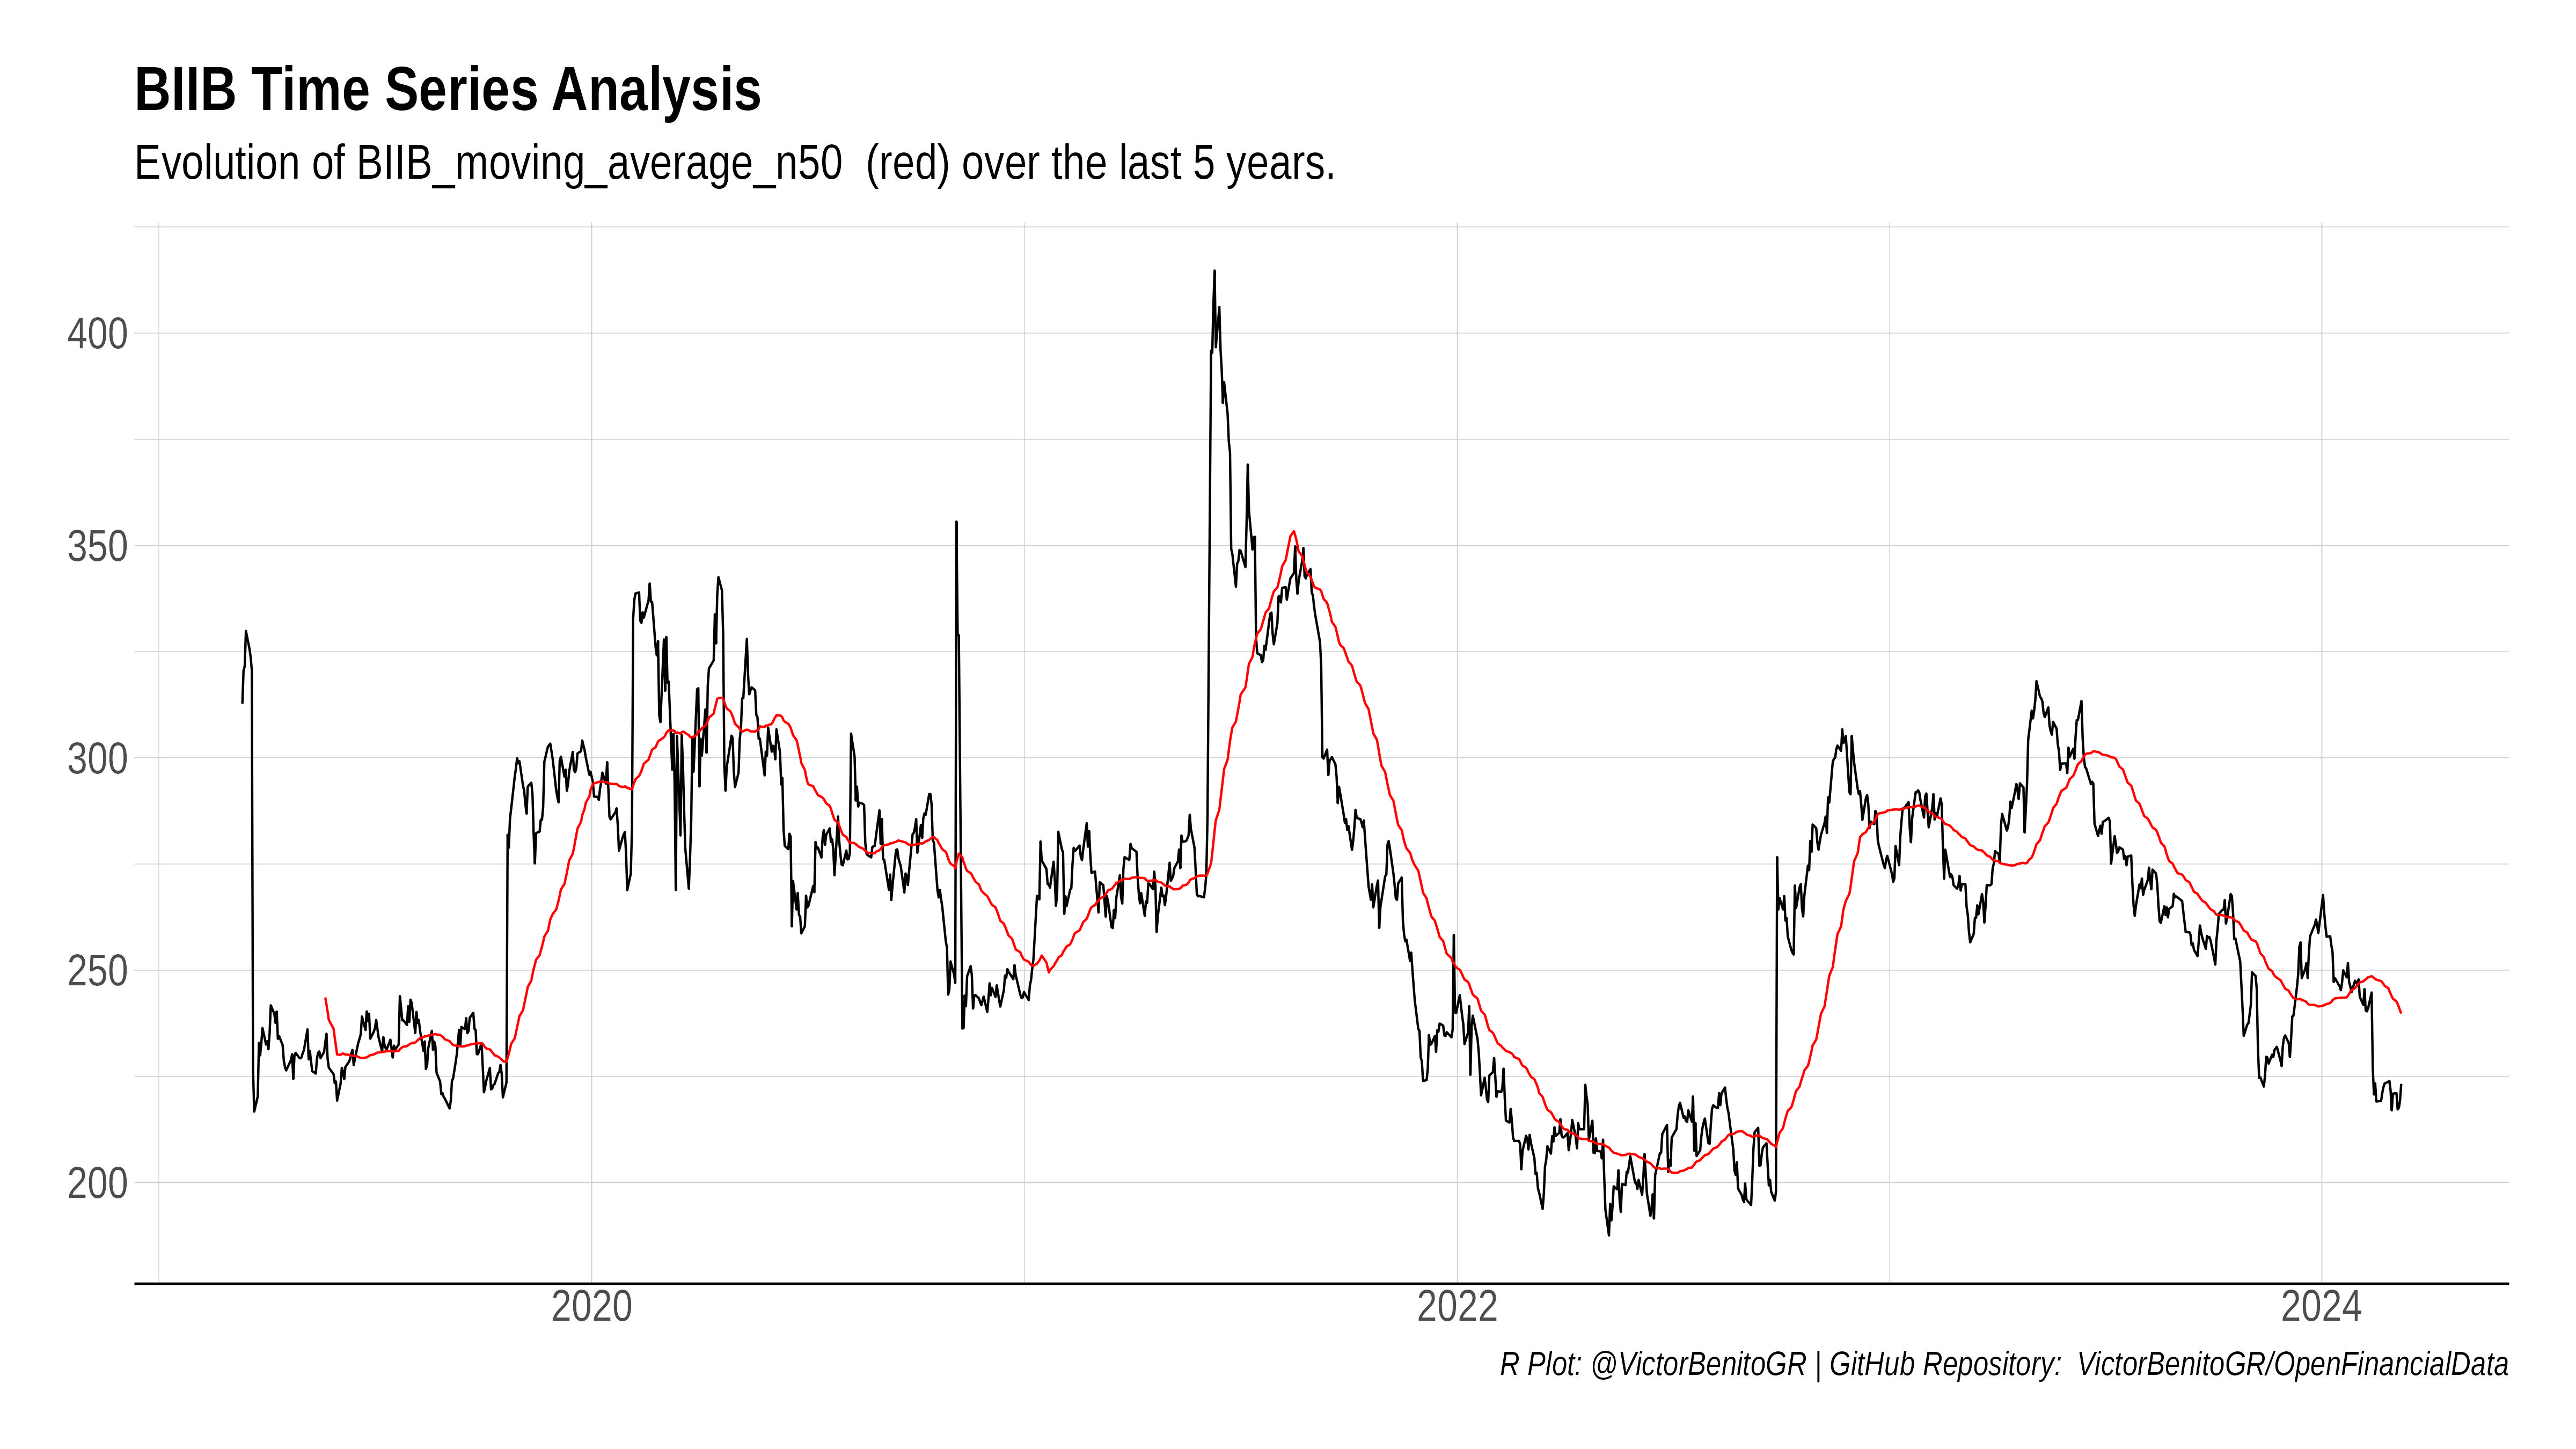 BIIB Time Series Analysis
Evolution of BIIB_moving_average_n50  (red) over the last 5 years.
400
350
300
250
200
2020 2022 2024
R Plot: @VictorBenitoGR | GitHub Repository:  VictorBenitoGR/OpenFinancialData